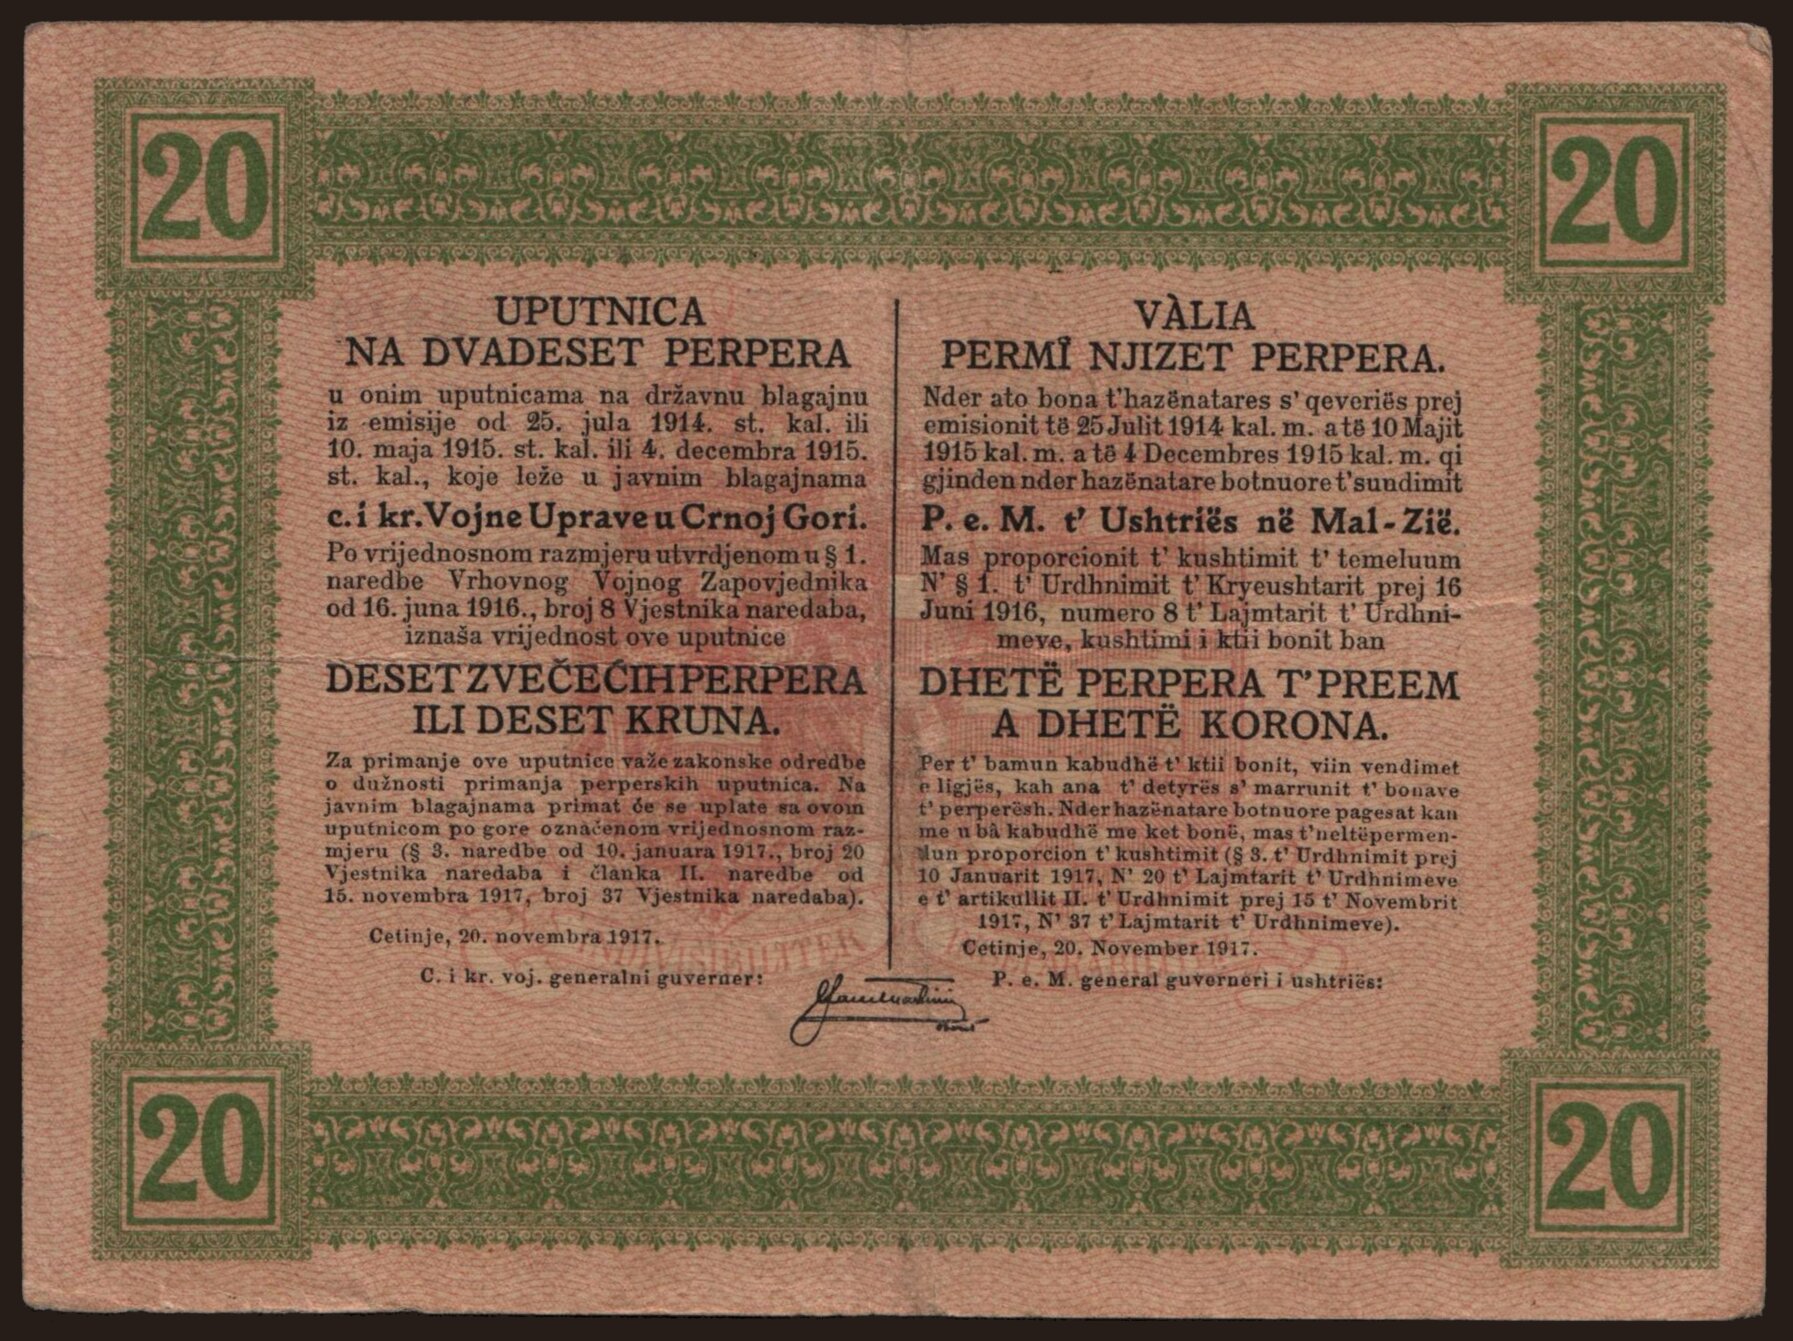 20
20
UPUTNICA
NA DVADESET PERPERA
u onim uputnicama na državnu blagajnu
iz emisije od 25. jula 1914. st. kal. ili
10. maja 1915. st. kal. ili 4. decembra 1915.
st. kal., koje leže u javnim blagajnama
c. i kr. Vojne Uprave u Crnoj Gori.
Po vrijednosnom razmjeru utvrdjenom u § 1.
naredbe Vrhovnog Vojnog Zapovjednika
od 16. juna 1916., broj 8 Vjestnika naredaba,
iznaša vrijednost ove uputnice
DESET ZVEČEĆIH PERPERA
ILI DESET KRUNA.
Za primanje ove uputnice važe zakonske odredbe
o dužnosti primanja perperskih uputnica. Na
javnim blagajnama primat će se uplate sa ovom
uputnicom po gore označenom vrijednosnom raz-
mjeru (§ 3. naredbe od 10. januara 1917., broj 20
Vjestnika naredaba i članka II. naredbe od
15. novembra 1917, broj 37 Vjestnika naredaba).
Cetinje, 20. novembra 1917.
C. i kr. voj. generalni guverner:
VÀLIA
PERMÎ NJIZET PERPERA.
Nder ato bona t' hazënatares s' qeveriës prej
emisionit të 25 Julit 1914 kal. m. a të 10 Majit
1915 kal. m. a të 4 Decembres 1915 kal. m. qi
gjinden nder hazënatare botnuore t' sundimit
P. e. M. t' Ushtriës në Mal-Zië.
Mas proporcionit t' kushtimit t' temeluum
N' § 1. t' Urdhnimit t' Kryeushtarit prej 16
Juni 1916, numero 8 t' Lajmtarit t' Urdhni-
meve, kushtimi i ktii bonit ban
DHETË PERPERA T' PREEM
A DHETË KORONA.
Per t' bamun kabudhë t' ktii bonit, viin vendimet
e ligjës, kah ana t' detyrës s' marrunit t' bonave
t' perperësh. Nder hazënatare botnuore pagesat kan
me u bâ kabudhë me ket bonë, mas t' neltëpermen-
dun proporcion t' kushtimit (§ 3. t' Urdhnimit prej
10 Januarit 1917, N' 20 t' Lajmtarit t' Urdhnimeve
e t' artikullit II. t' Urdhnimit prej 15 t' Novembrit
1917, N' 37 t' Lajmtarit t' Urdhnimeve).
Cetinje, 20. November 1917.
P. e. M. general guverneri i ushtriës:
20
20